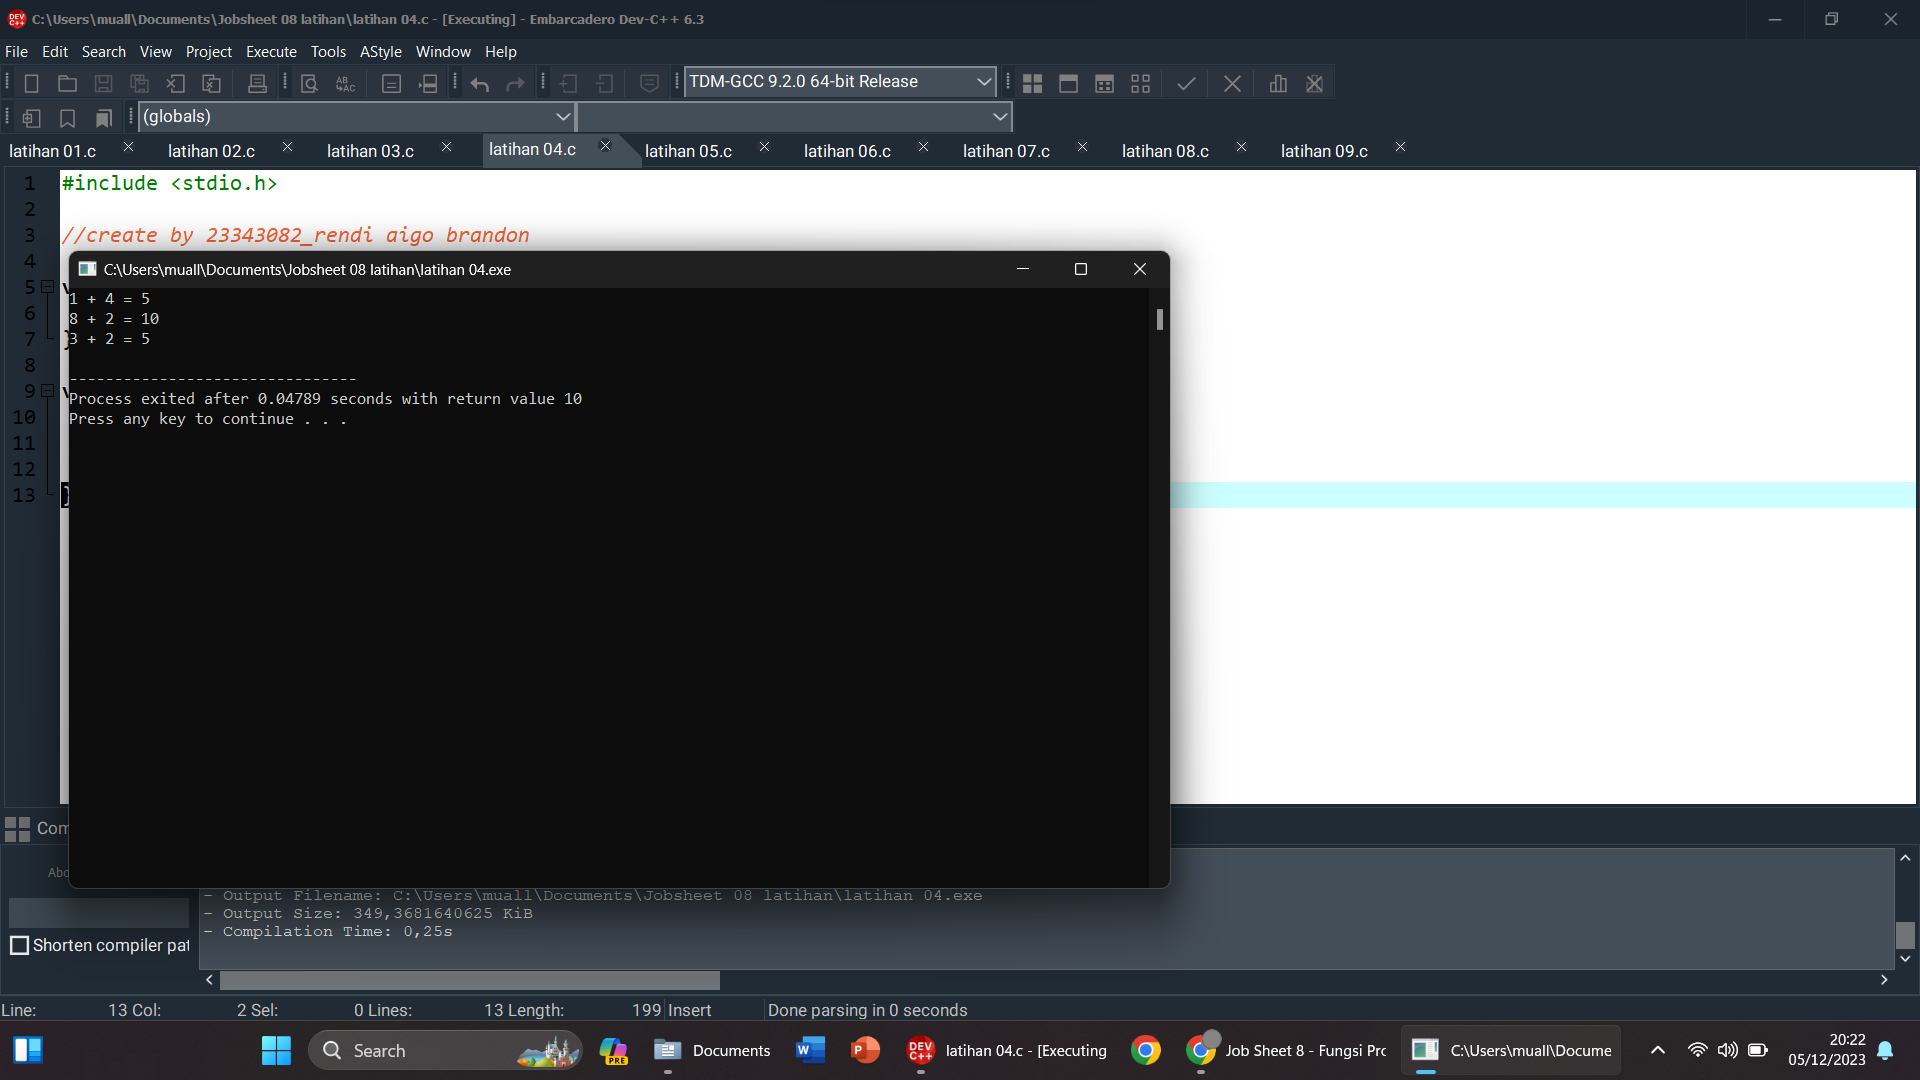 C:\Users\muall\Documents\Jobsheet 08 latihan\latihan 04.c - [Executing] - Embarcadero Dev-C++ 6.3
File Edit Search View Project Execute Tools AStyle Window Help
TDM-GCC 9.2.0 64-bit Release
(globals)
latihan 01.c latihan 02.c latihan 03.c latihan 04.c latihan 05.c latihan 06.c latihan 07.c latihan 08.c latihan 09.c
1 #include <stdio.h>
2
3 //create by 23343082_rendi aigo brandon
4
5
6
7 }
8
9
10
11
12
13 }
C:\Users\muall\Documents\Jobsheet 08 latihan\latihan 04.exe
1 + 4 = 5
8 + 2 = 10
3 + 2 = 5
--------------------------------
Process exited after 0.04789 seconds with return value 10
Press any key to continue . . .
Com
Abo
- Output Filename: C:\Users\muall\Documents\Jobsheet 08 latihan\latihan 04.exe
- Output Size: 349,3681640625 KiB
- Compilation Time: 0,25s
Shorten compiler pat
Line: 13 Col: 2 Sel: 0 Lines: 13 Length: 199 Insert Done parsing in 0 seconds
Search
PRE
Documents
DEV C++
latihan 04.c - [Executing
Job Sheet 8 - Fungsi Prc
C:\Users\muall\Docume
20:22
05/12/2023